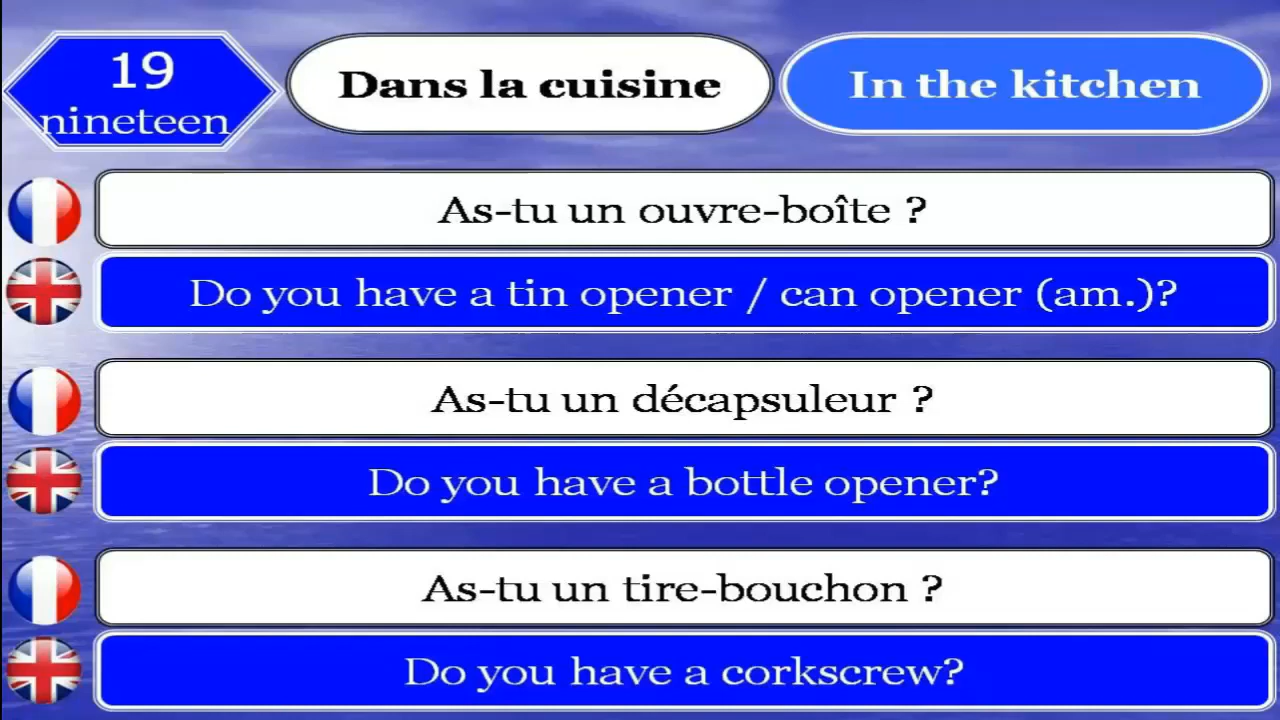 19
nineteen
Dans la cuisine
In the kitchen
As-tu un ouvre-boîte ?
Do you have a tin opener / can opener (am.)?
As-tu un décapsuleur ?
Do you have a bottle opener?
As-tu un tire-bouchon ?
Do you have a corkscrew?